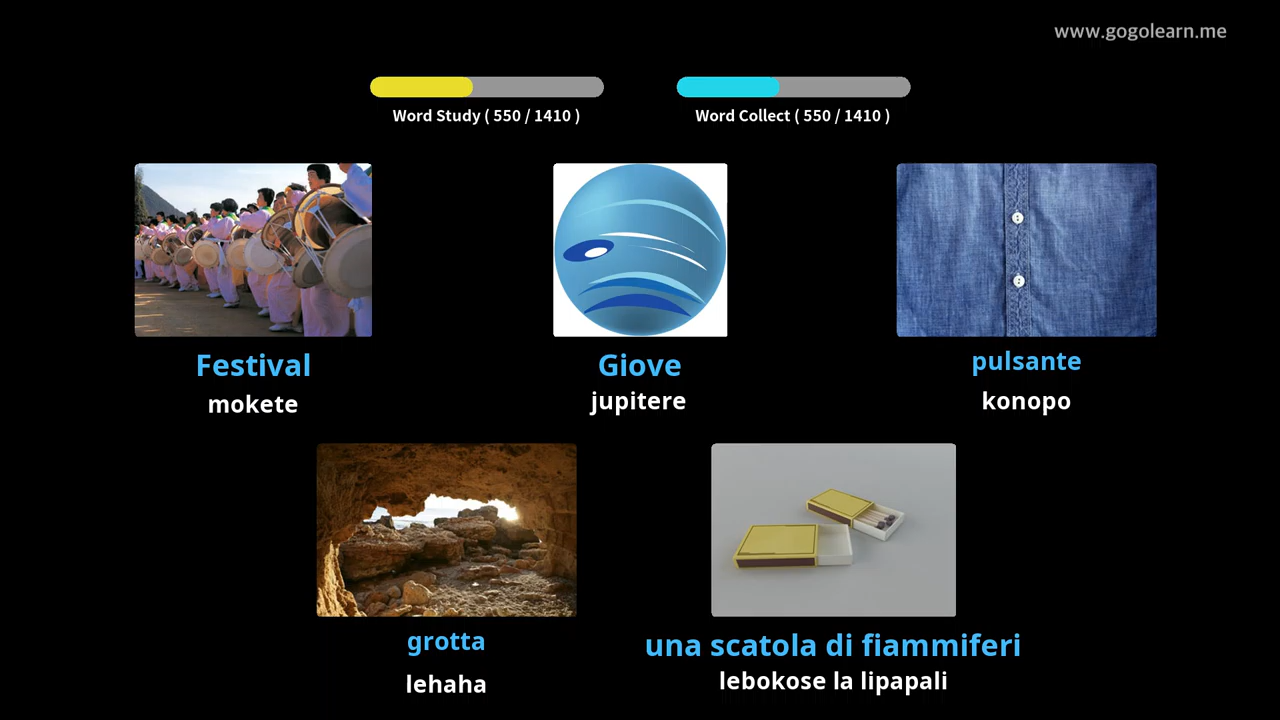 www.gogolearn.me
Word Study ( 550 / 1410 )
Word Collect ( 550 / 1410 )
Festival
mokete
Giove
jupitere
pulsante
konopo
grotta
lehaha
una scatola di fiammiferi
lebokose la lipapali